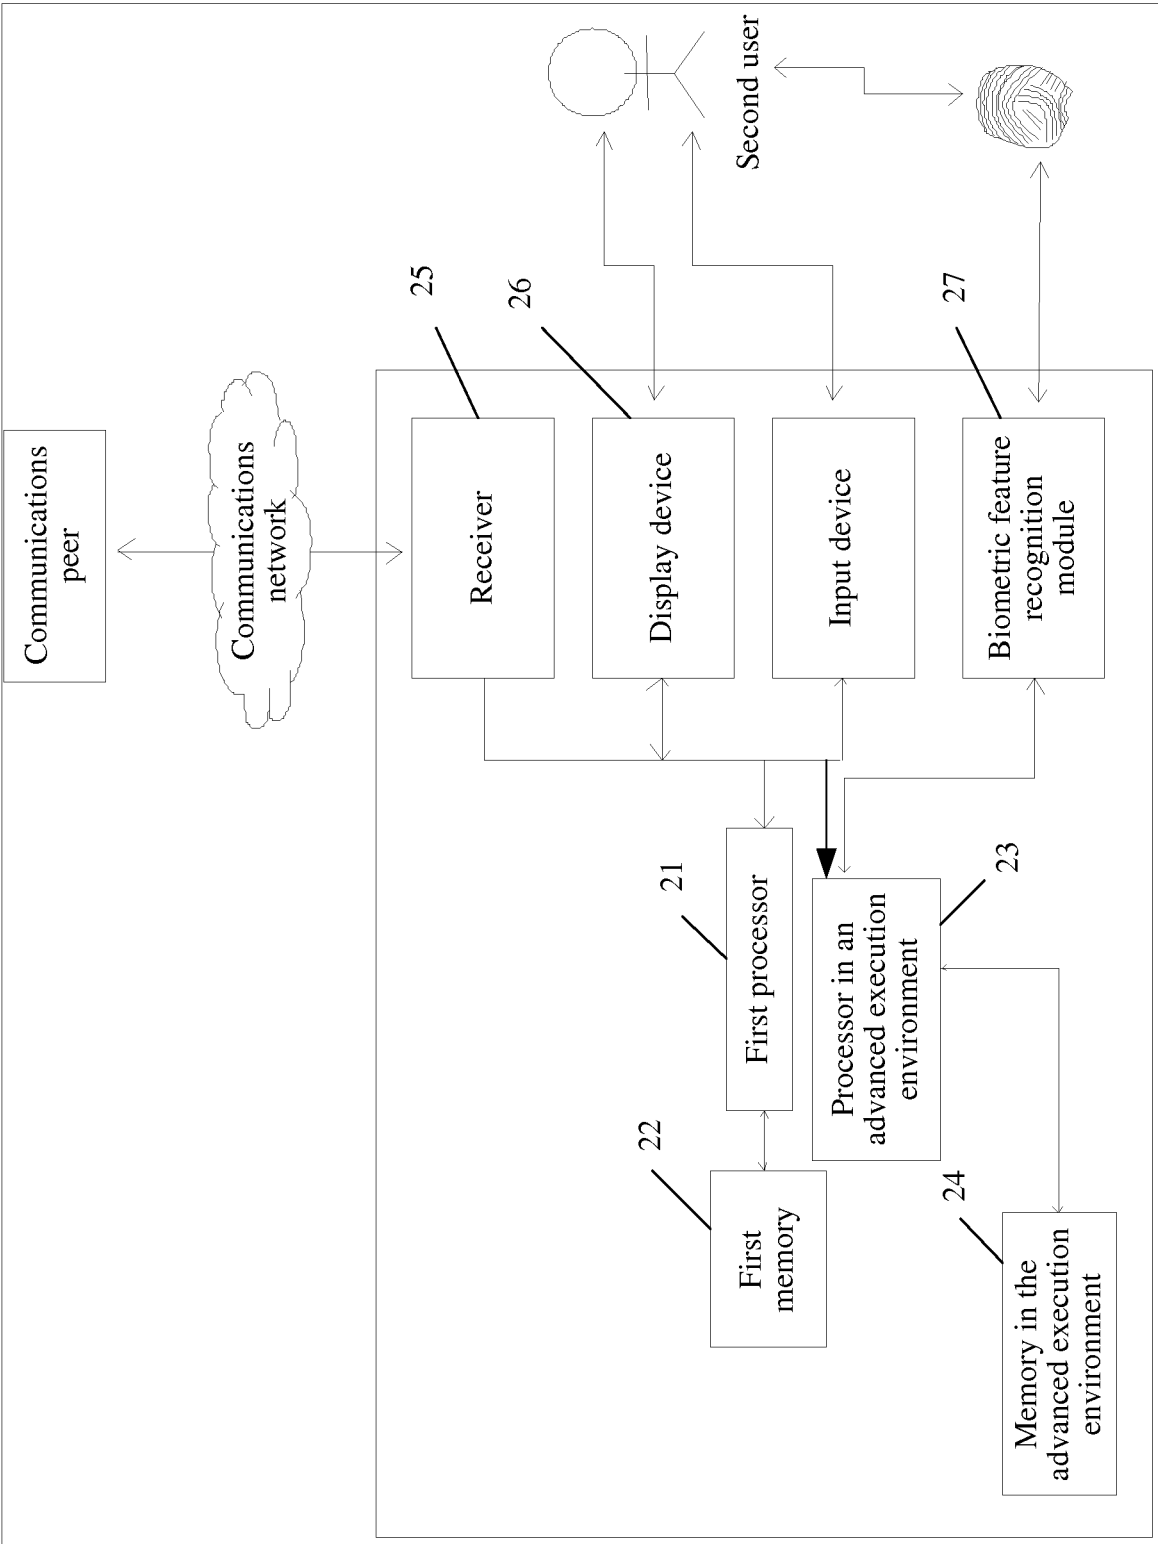 Communications
peer
Communications
network
Second user
25
Receiver
26
Display device
Input device
27
Biometric feature
recognition
module
21
First processor
22
First
memory
23
Processor in an
advanced execution
environment
24
Memory in the
advanced execution
environment